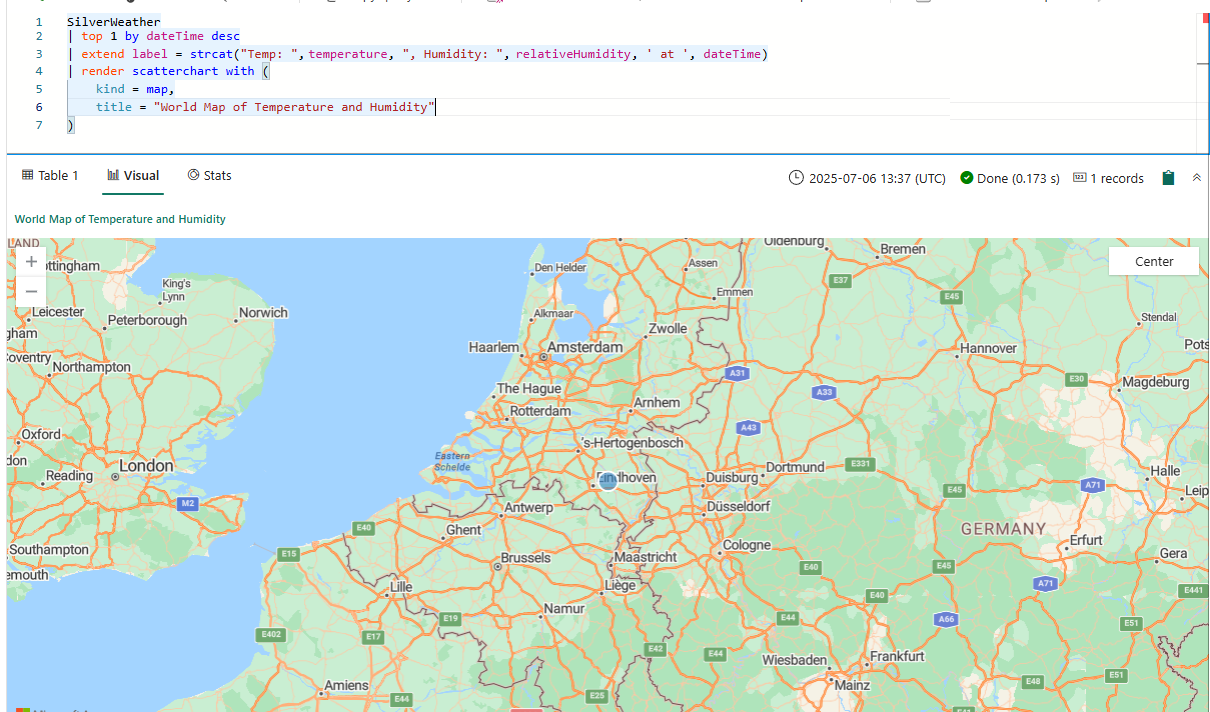 1 SilverWeather
2 | top 1 by dateTime desc
3 | extend label = strcat("Temp: ", temperature, ", Humidity: ", relativeHumidity, ' at ', dateTime)
4 | render scatterchart with (
5 kind = map,
6 title = "World Map of Temperature and Humidity"
7 )
Table 1 Visual Stats 2025-07-06 13:37 (UTC) Done (0.173 s) 123 1 records
World Map of Temperature and Humidity
LAND Oldenburg Bremen
+ ottingham Den Helder Assen Center
King's
Lynn E37
− Emmen E45
Leicester Peterborough Norwich Alkmaar Stendal
gham Zwolle
Coventry Haarlem Amsterdam Hannover Pots
Northampton A31 E30 Magdeburg
The Hague A33
Rotterdam Arnhem
Oxford 's-Hertogenbosch A43
don London Eastern
Schelde Dortmund E331 Halle
Reading Eindhoven Duisburg A71
M2 Antwerp Düsseldorf E45 Leip
E40 Ghent GERMANY
Southampton E15 Brussels Maastricht Cologne Erfurt Gera
emouth E40 E45
Lille Liège A71 E441
Namur E40
E402 E17 E19 E44 A66 E51
E42 E44 Wiesbaden Frankfurt
Amiens E44 E25 Mainz E48 E51